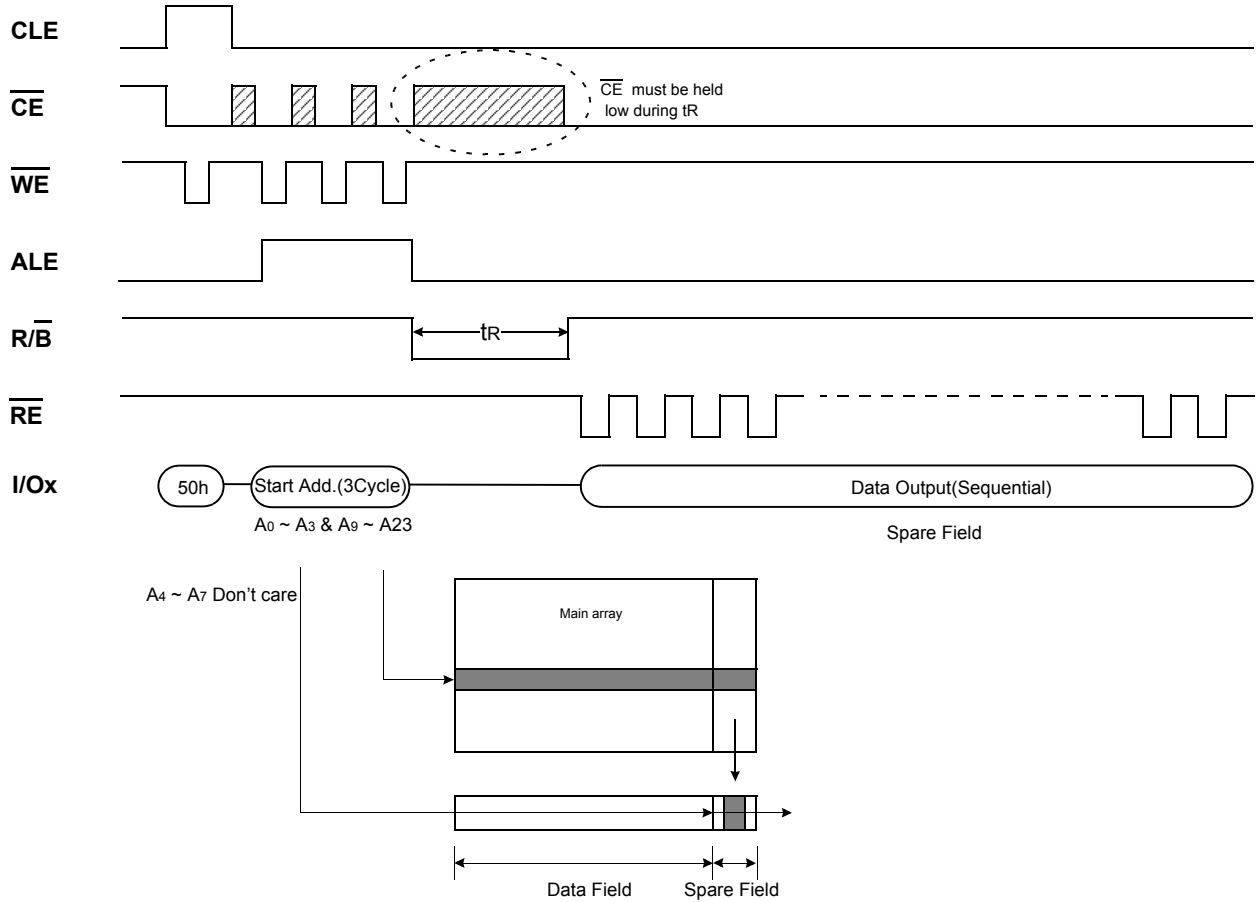 CLE
CE
CE must be held
low during tR
WE
ALE
R/B
tR
RE
I/Ox
50h
Start Add.(3Cycle)
Data Output(Sequential)
A0 ~ A3 & A9 ~ A23
Spare Field
A4 ~ A7 Don't care
Main array
Data Field
Spare Field